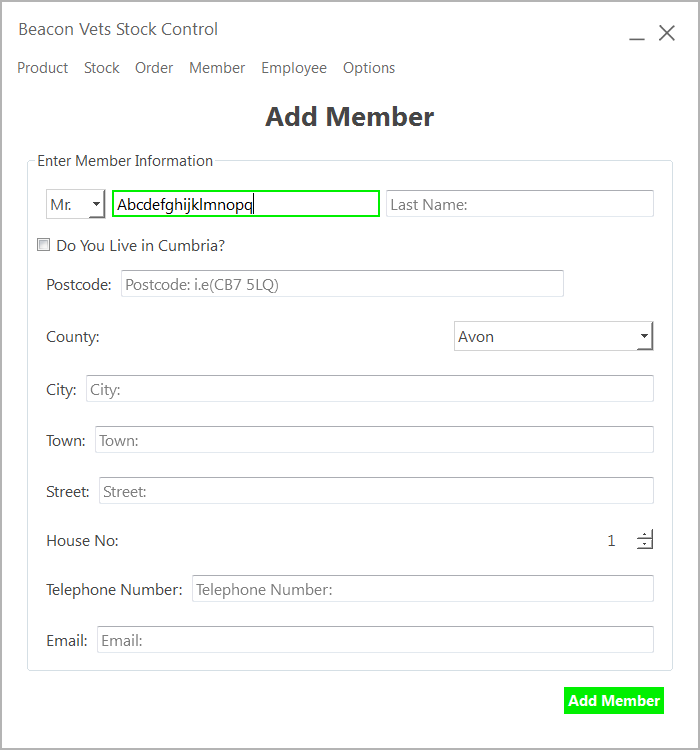 Beacon Vets Stock Control
Product Stock Order Member Employee Options
Add Member
Enter Member Information
Mr. Abcdefghijklmnopq Last Name:
Do You Live in Cumbria?
Postcode: Postcode: i.e(CB7 5LQ)
County: Avon
City: City:
Town: Town:
Street: Street:
House No: 1
Telephone Number: Telephone Number:
Email: Email:
Add Member